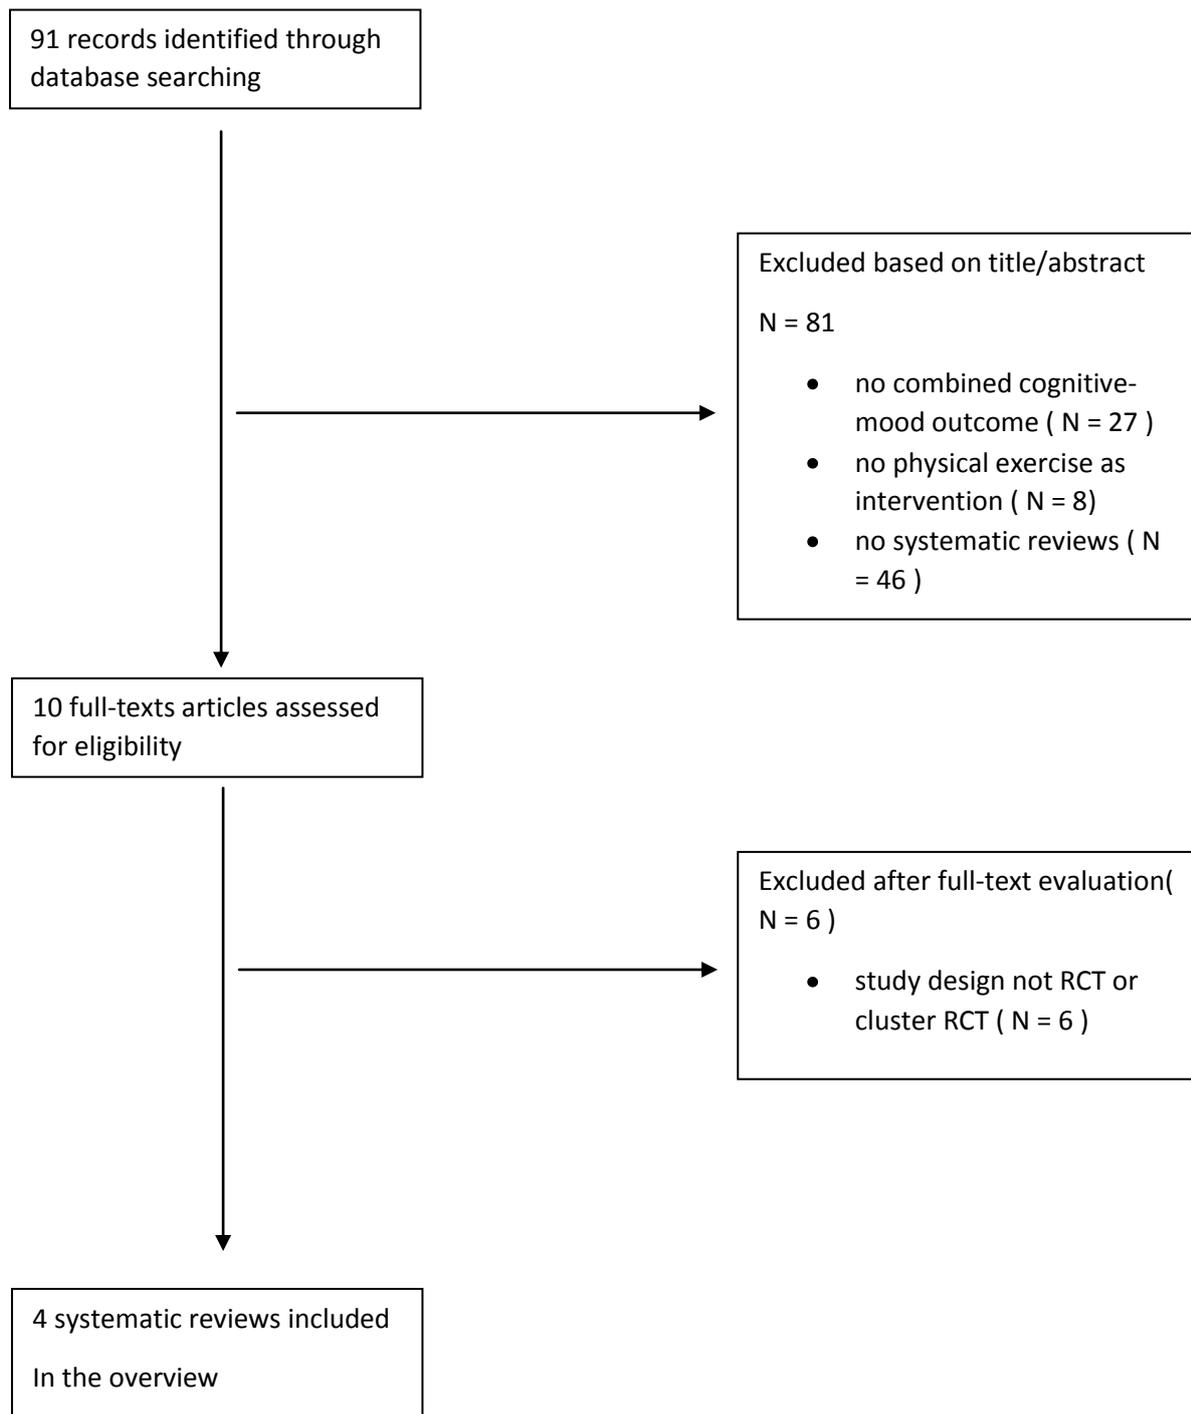 91 records identified through
database searching
Excluded based on title/abstract
N = 81
• no combined cognitive-
mood outcome ( N = 27 )
• no physical exercise as
intervention ( N = 8)
• no systematic reviews ( N
= 46 )
10 full-texts articles assessed
for eligibility
Excluded after full-text evaluation(
N = 6 )
• study design not RCT or
cluster RCT ( N = 6 )
4 systematic reviews included
In the overview